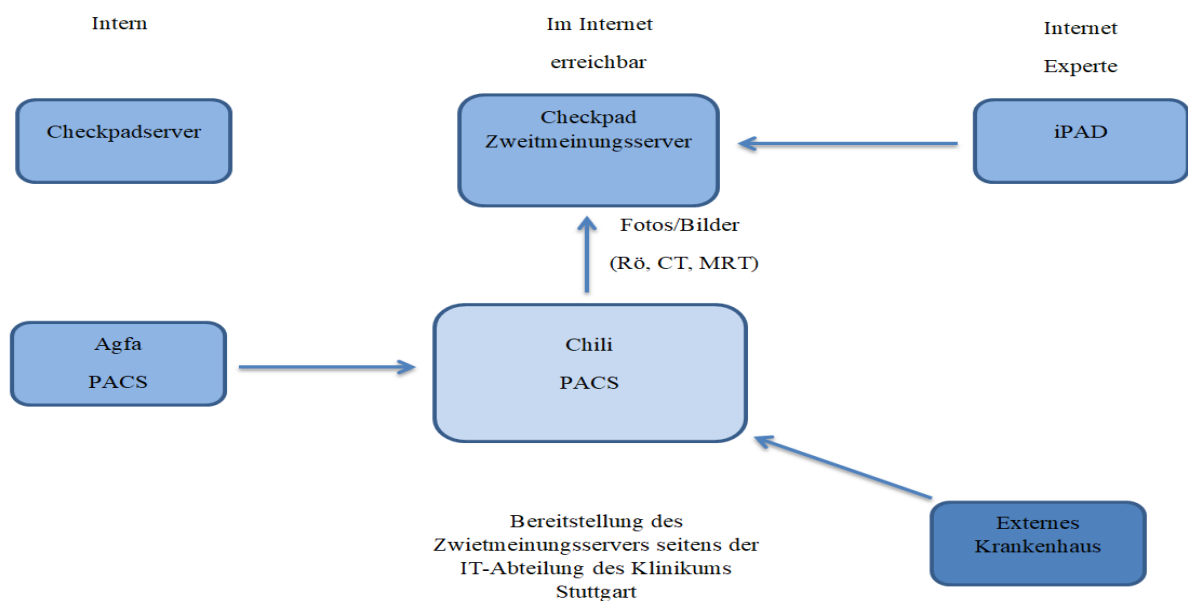 Intern
Im Internet
erreichbar
Internet
Experte
Checkpadserver
Checkpad
Zweitmeinungsserver
iPAD
Fotos/Bilder
(Rö, CT, MRT)
Agfa
PACS
Chili
PACS
Externes
Krankenhaus
Bereitstellung des
Zwietmeinungsservers seitens der
IT-Abteilung des Klinikums
Stuttgart